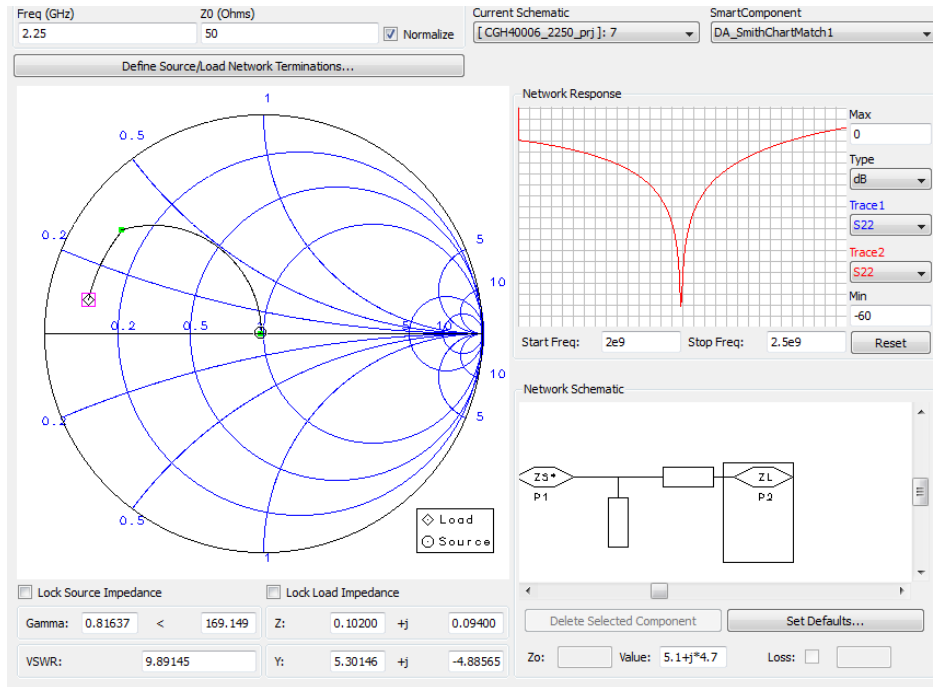 Freq (GHz) Z0 (Ohms) Current Schematic SmartComponent
2.25 50 Normalize [ CGH40006_2250_prj ]: 7 DA_SmithChartMatch1
Define Source/Load Network Terminations...
Network Response
Max
0
Type
dB
Trace1
S22
Trace2
S22
Min
-60
Start Freq: 2e9 Stop Freq: 2.5e9 Reset
1
0.5
0.2 5
10
0.2 0.5 5 10
10
0.2 5
0.5
1
Load
Source
Network Schematic
ZS* ZL
P1 P2
Lock Source Impedance Lock Load Impedance
Gamma: 0.81637 < 169.149 Z: 0.10200 +j 0.09400
VSWR: 9.89145 Y: 5.30146 +j -4.88565
Delete Selected Component Set Defaults...
Zo: Value: 5.1+j*4.7 Loss: